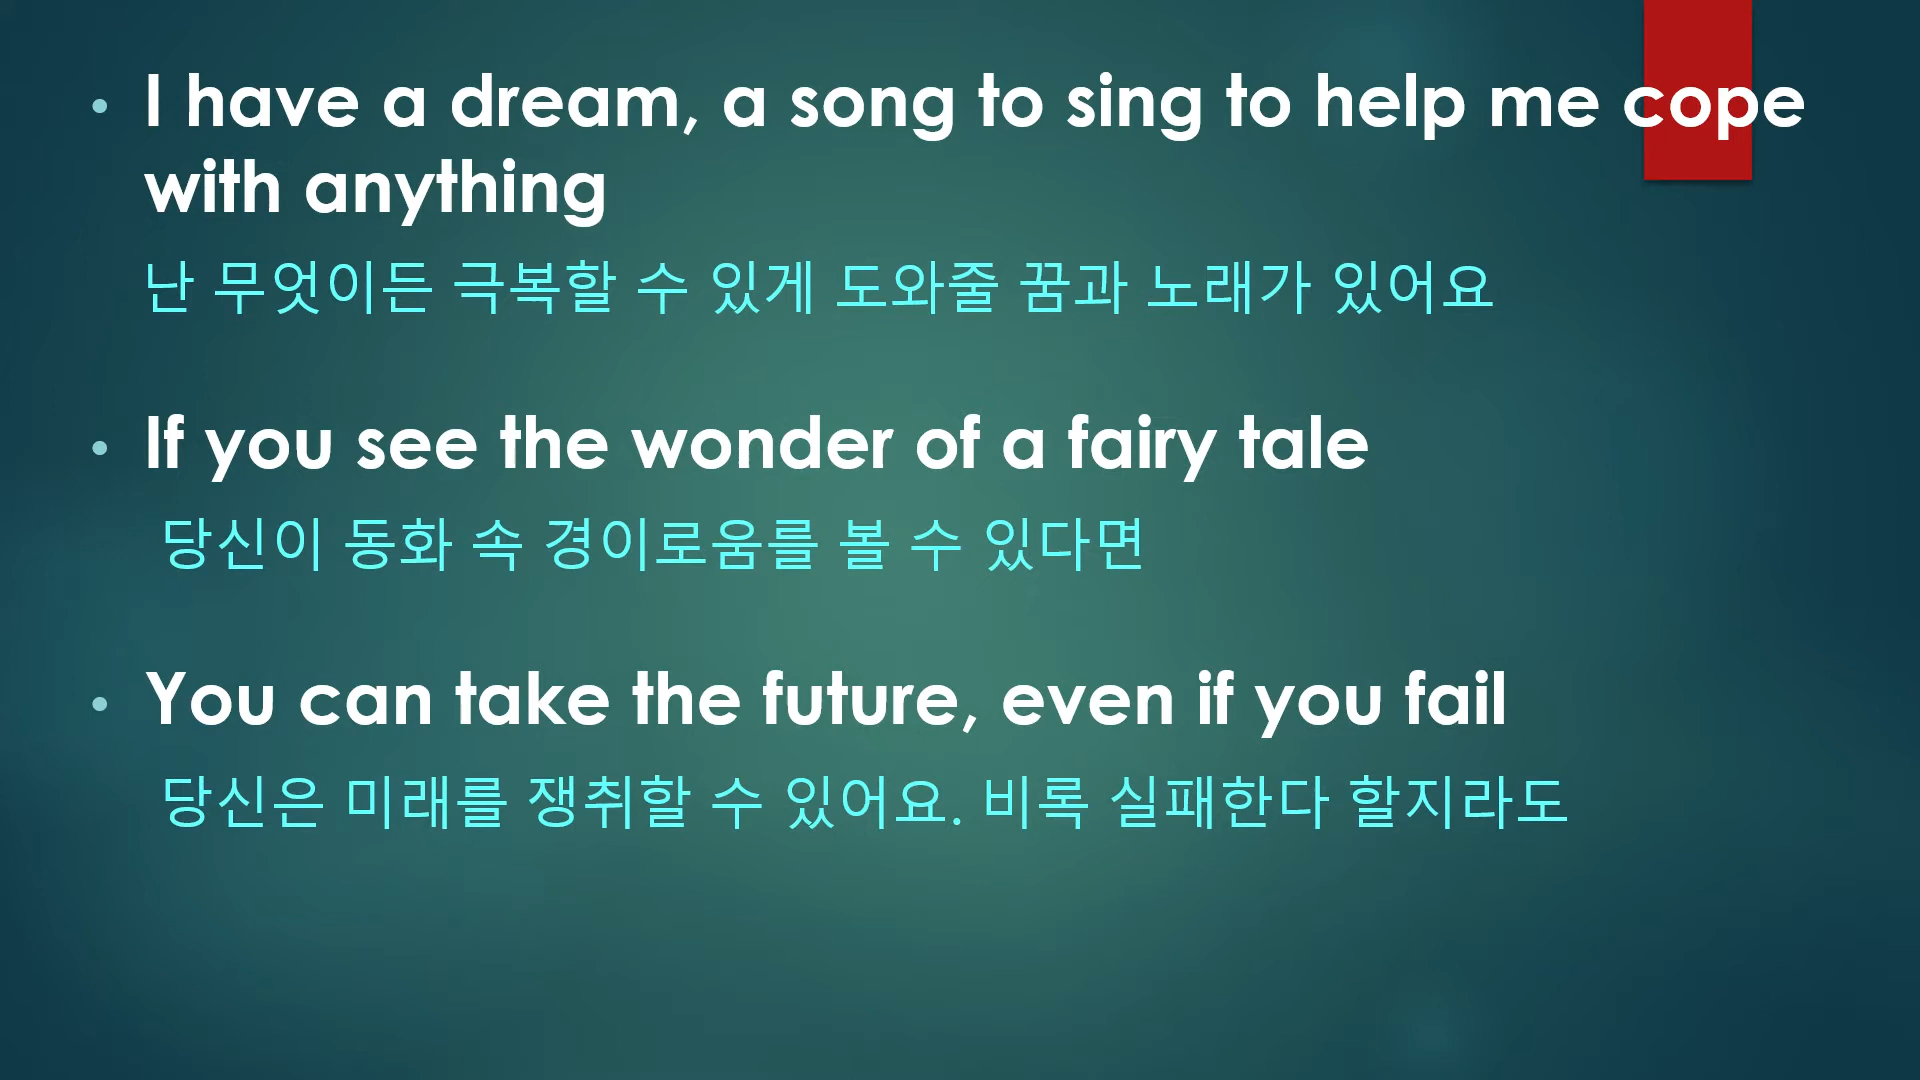 • I have a dream, a song to sing to help me cope
with anything
난 무엇이든 극복할 수 있게 도와줄 꿈과 노래가 있어요
• If you see the wonder of a fairy tale
당신이 동화 속 경이로움를 볼 수 있다면
• You can take the future, even if you fail
당신은 미래를 쟁취할 수 있어요. 비록 실패한다 할지라도